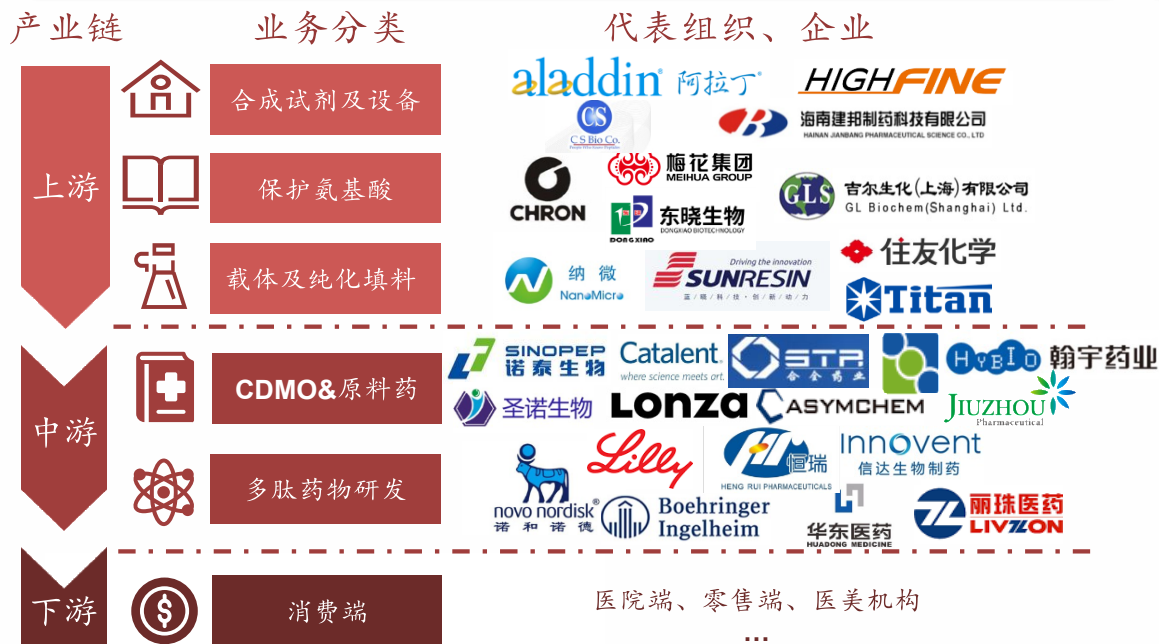 产业链 业务分类 代表组织、企业
上游
合成试剂及设备
aladdin 阿拉丁
HIGHFINE
CS
C S Bio Co.
海南建邦制药科技有限公司
HAINAN JIANBANG PHARMACEUTICAL SCIENCE CO., LTD
保护氨基酸
CHRON
梅花集团
MEIHUA GROUP
东晓生物
DONGXIAO BIOTECHNOLOGY
DONGXIAO
GLS
吉尔生化(上海)有限公司
GL Biochem(Shanghai) Ltd.
载体及纯化填料
纳微
NanoMicro
Driving the innovation
SUNRESIN
蓝/晓/科/技·创/新/动/力
住友化学
Titan
中游
CDMO&原料药
SINOPEP
诺泰生物
Catalent.
where science meets art.
STA
合全药业
HYBIO 翰宇药业
圣诺生物
Lonza
ASYMCHEM
JIUZHOU
Pharmaceutical
多肽药物研发
novo nordisk®
诺和诺德
Lilly
恒瑞
HENG RUI PHARMACEUTICALS
Innovent
信达生物制药
Boehringer
Ingelheim
华东医药
HUADONG MEDICINE
丽珠医药
LIVZON
下游
$
消费端
医院端、零售端、医美机构
...